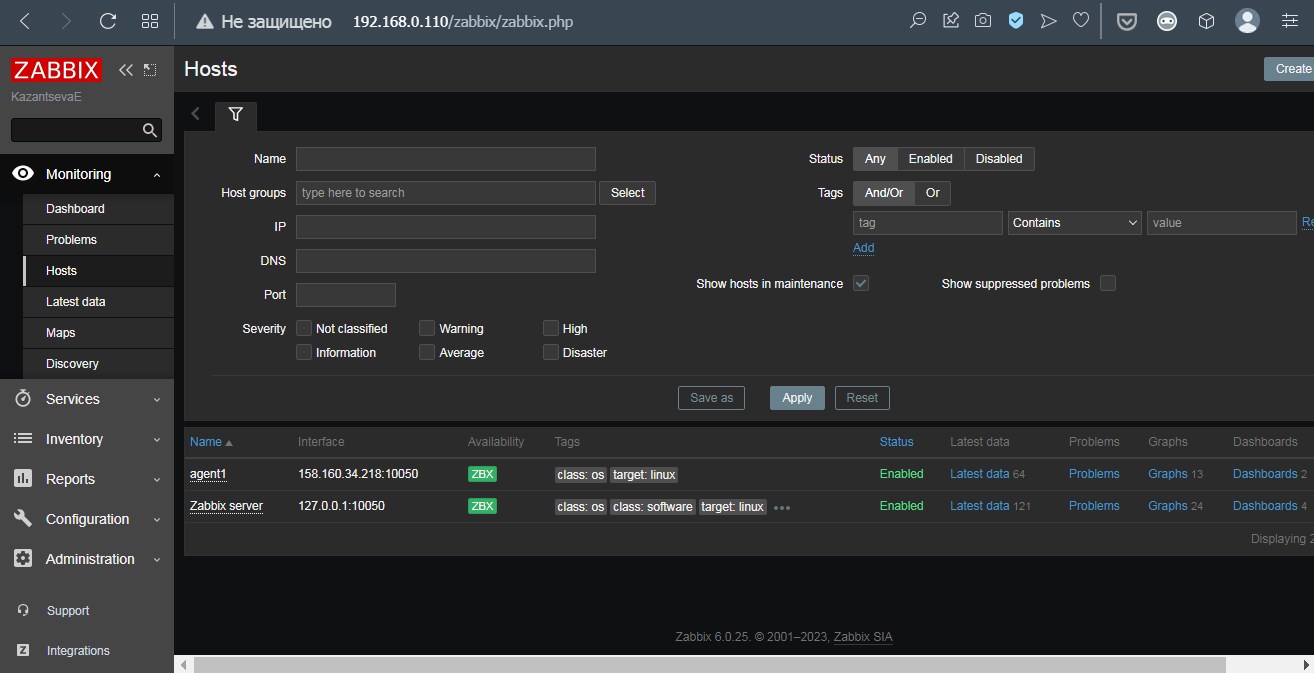 Не защищено 192.168.0.110/zabbix/zabbix.php
ZABBIX
KazantsevaE
Monitoring
Dashboard
Problems
Hosts
Latest data
Maps
Discovery
Services
Inventory
Reports
Configuration
Administration
Support
Z Integrations
Hosts
Create
Name
Status Any Enabled Disabled
Host groups type here to search Select
Tags And/Or Or
IP
tag Contains value Re
Add
DNS
Port
Show hosts in maintenance Show suppressed problems
Severity Not classified Warning High
Information Average Disaster
Save as Apply Reset
Name Interface Availability Tags Status Latest data Problems Graphs Dashboards
agent1 158.160.34.218:10050 ZBX class: os target: linux Enabled Latest data 64 Problems Graphs 13 Dashboards 2
Zabbix server 127.0.0.1:10050 ZBX class: os class: software target: linux ••• Enabled Latest data 121 Problems Graphs 24 Dashboards 4
Displaying 2
Zabbix 6.0.25. © 2001–2023, Zabbix SIA